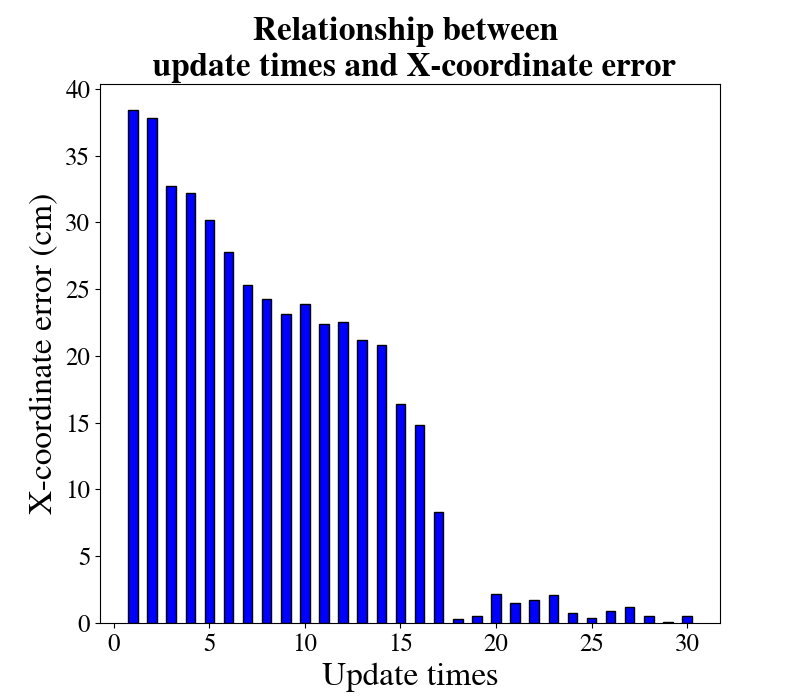 Relationship between
update times and X-coordinate error
X-coordinate error (cm)
40
35
30
25
20
15
10
5
0
0 5 10 15 20 25 30
Update times